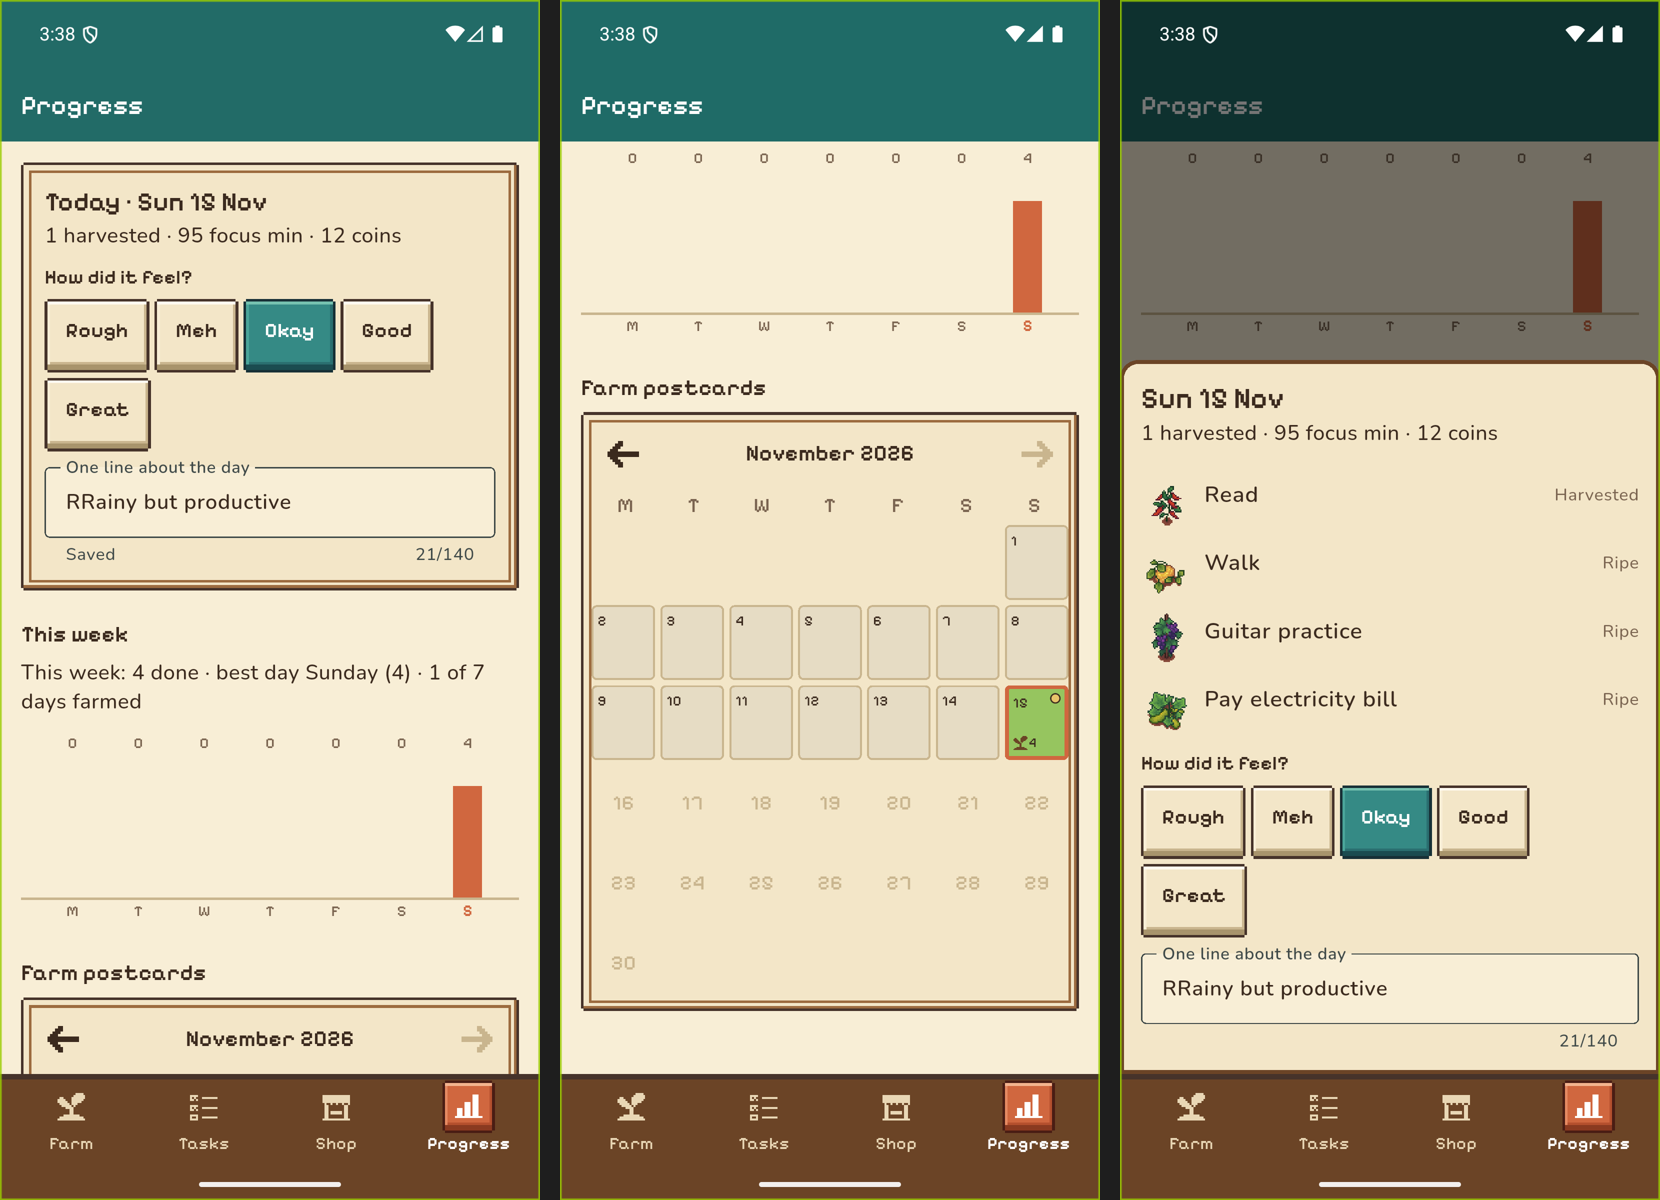 3:38
Progress
Today · Sun 15 Nov
1 harvested · 95 focus min · 12 coins
How did it feel?
Rough
Meh
Okay
Good
Great
One line about the day
RRainy but productive
Saved
21/140
This week
This week: 4 done · best day Sunday (4) · 1 of 7
days farmed
0 0 0 0 0 0 4
M T W T F S S
Farm postcards
November 2026
Farm
Tasks
Shop
Progress
3:38
Progress
0 0 0 0 0 0 4
M T W T F S S
Farm postcards
November 2026
M T W T F S S
1
2 3 4 5 6 7 8
9 10 11 12 13 14 15
4
16 17 18 19 20 21 22
23 24 25 26 27 28 29
30
Farm
Tasks
Shop
Progress
3:38
Progress
0 0 0 0 0 0 4
M T W T F S S
Sun 15 Nov
1 harvested · 95 focus min · 12 coins
Read
Harvested
Walk
Ripe
Guitar practice
Ripe
Pay electricity bill
Ripe
How did it feel?
Rough
Meh
Okay
Good
Great
One line about the day
RRainy but productive
21/140
Farm
Tasks
Shop
Progress